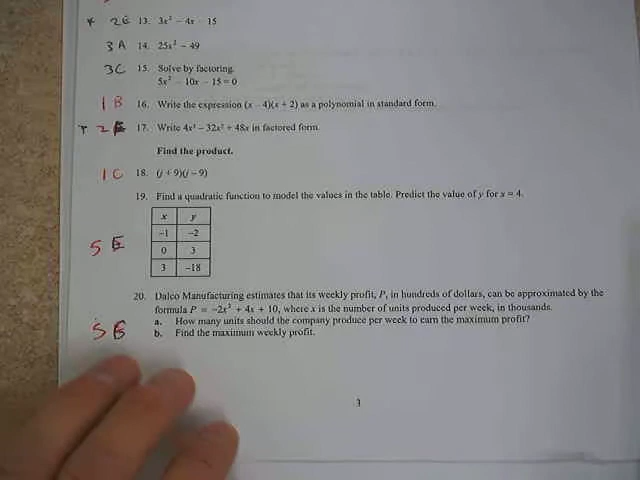 * 2E 13. 3x² − 4x − 15
3A 14. 25x² − 49
3C 15. Solve by factoring.
5x² − 10x − 15 = 0
1B 16. Write the expression (x − 4)(x + 2) as a polynomial in standard form.
* 2E 17. Write 4x³ − 32x² + 48x in factored form.
Find the product.
1C 18. (j + 9)(j − 9)
19. Find a quadratic function to model the values in the table. Predict the value of y for x = 4.
x y
−1 −2
0 3
5E
3 −18
20. Dalco Manufacturing estimates that its weekly profit, P, in hundreds of dollars, can be approximated by the
formula P = −2x² + 4x + 10, where x is the number of units produced per week, in thousands.
5E a. How many units should the company produce per week to earn the maximum profit?
b. Find the maximum weekly profit.
3